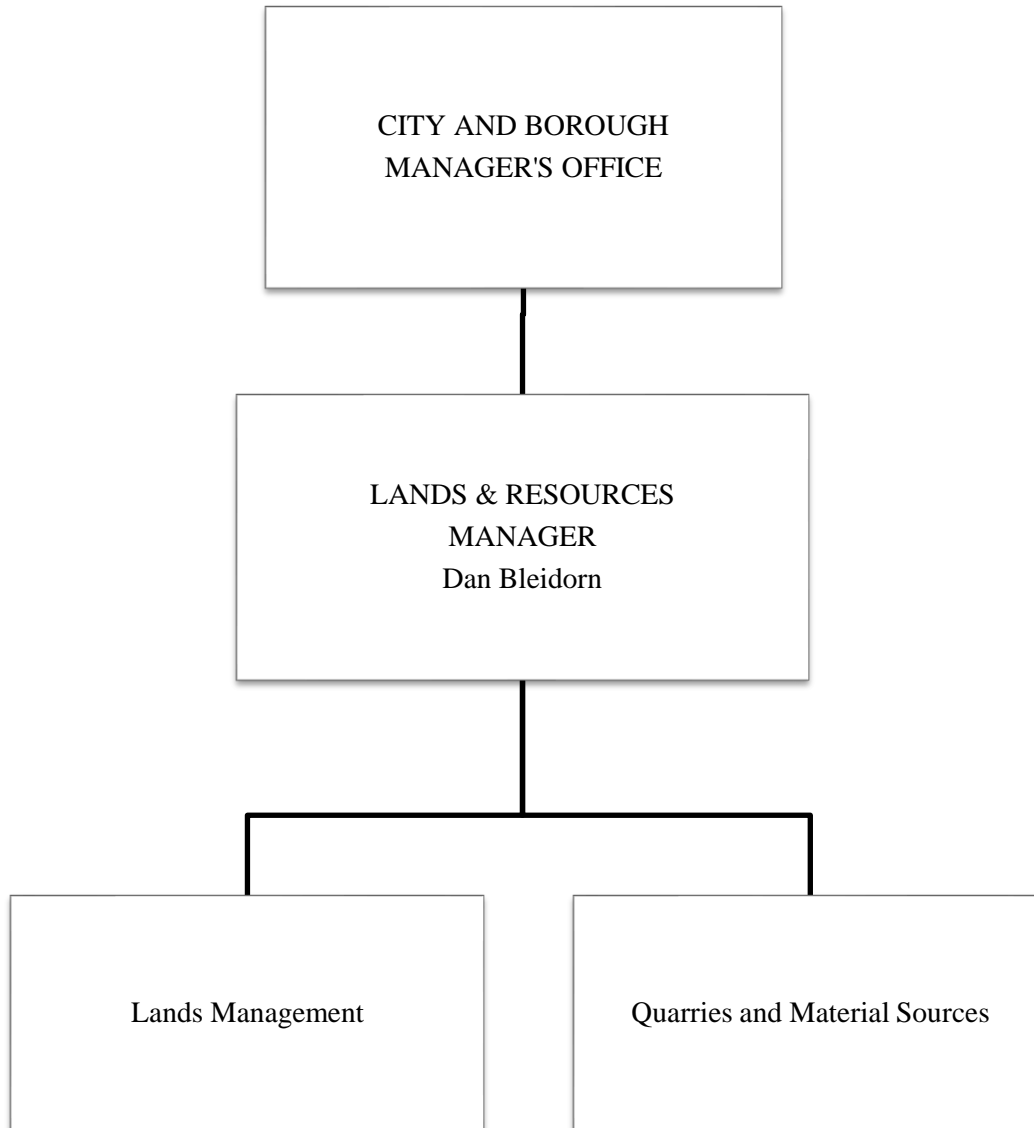 CITY AND BOROUGH
MANAGER'S OFFICE
LANDS & RESOURCES
MANAGER
Dan Bleidorn
Lands Management
Quarries and Material Sources